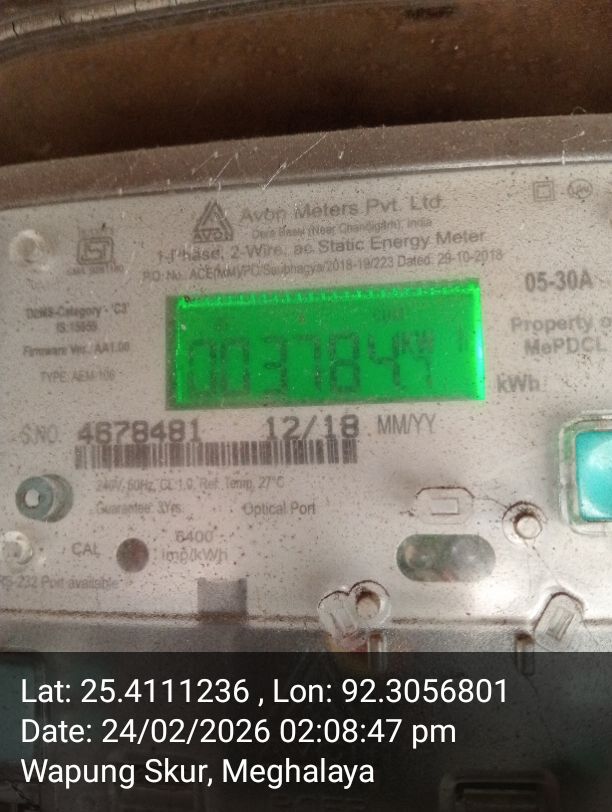 AVON
Avon Meters Pvt. Ltd.
Dera Bassi (Near Chandigarh), India
1-Phase, 2-Wire, ac Static Energy Meter
P.O. No. ACE(MM)/PO/Saubhagya/2018-19/223 Dated: 29-10-2018
DLMS-Category - 'C3'
IS:15959
Firmware Ver.: AA1.00
TYPE: AEM-106
05-30A
Property
MePDCL
003784
kWh
S.NO. 4678481 12/18 MM/YY
240V, 50Hz, CL-1.0, Ref. Temp. 27°C
Guarantee: 3Yrs. Optical Port
CAL 6400
imp/kWh
RS-232 Port available
Lat: 25.4111236 , Lon: 92.3056801
Date: 24/02/2026 02:08:47 pm
Wapung Skur, Meghalaya